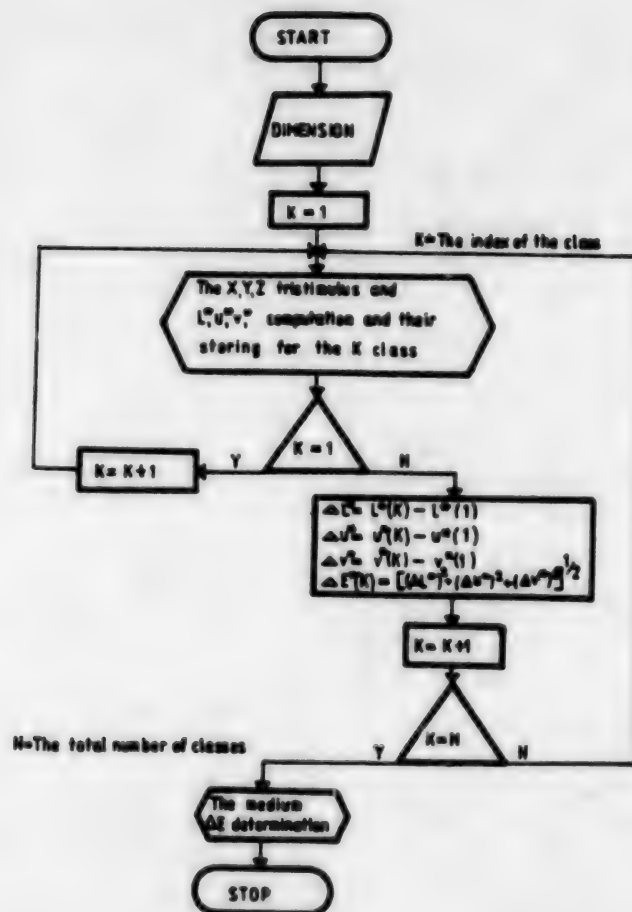 START
DIMENSION
K = 1
K=The index of the class
The X,Y,Z tristimulus and
L*,u*,v* computation and their
storing for the K class
K = 1
Y
N
K= K+1
ΔL*= L*(K) – L*(1)
Δu*= u*(K) – u*(1)
Δv*= v*(K) – v*(1)
ΔE*(K) = [(ΔL*)²+(Δu*)²+(Δv*)²]^1/2
K= K+1
N=The total number of classes
K=N
Y
N
The medium
ΔE determination
STOP